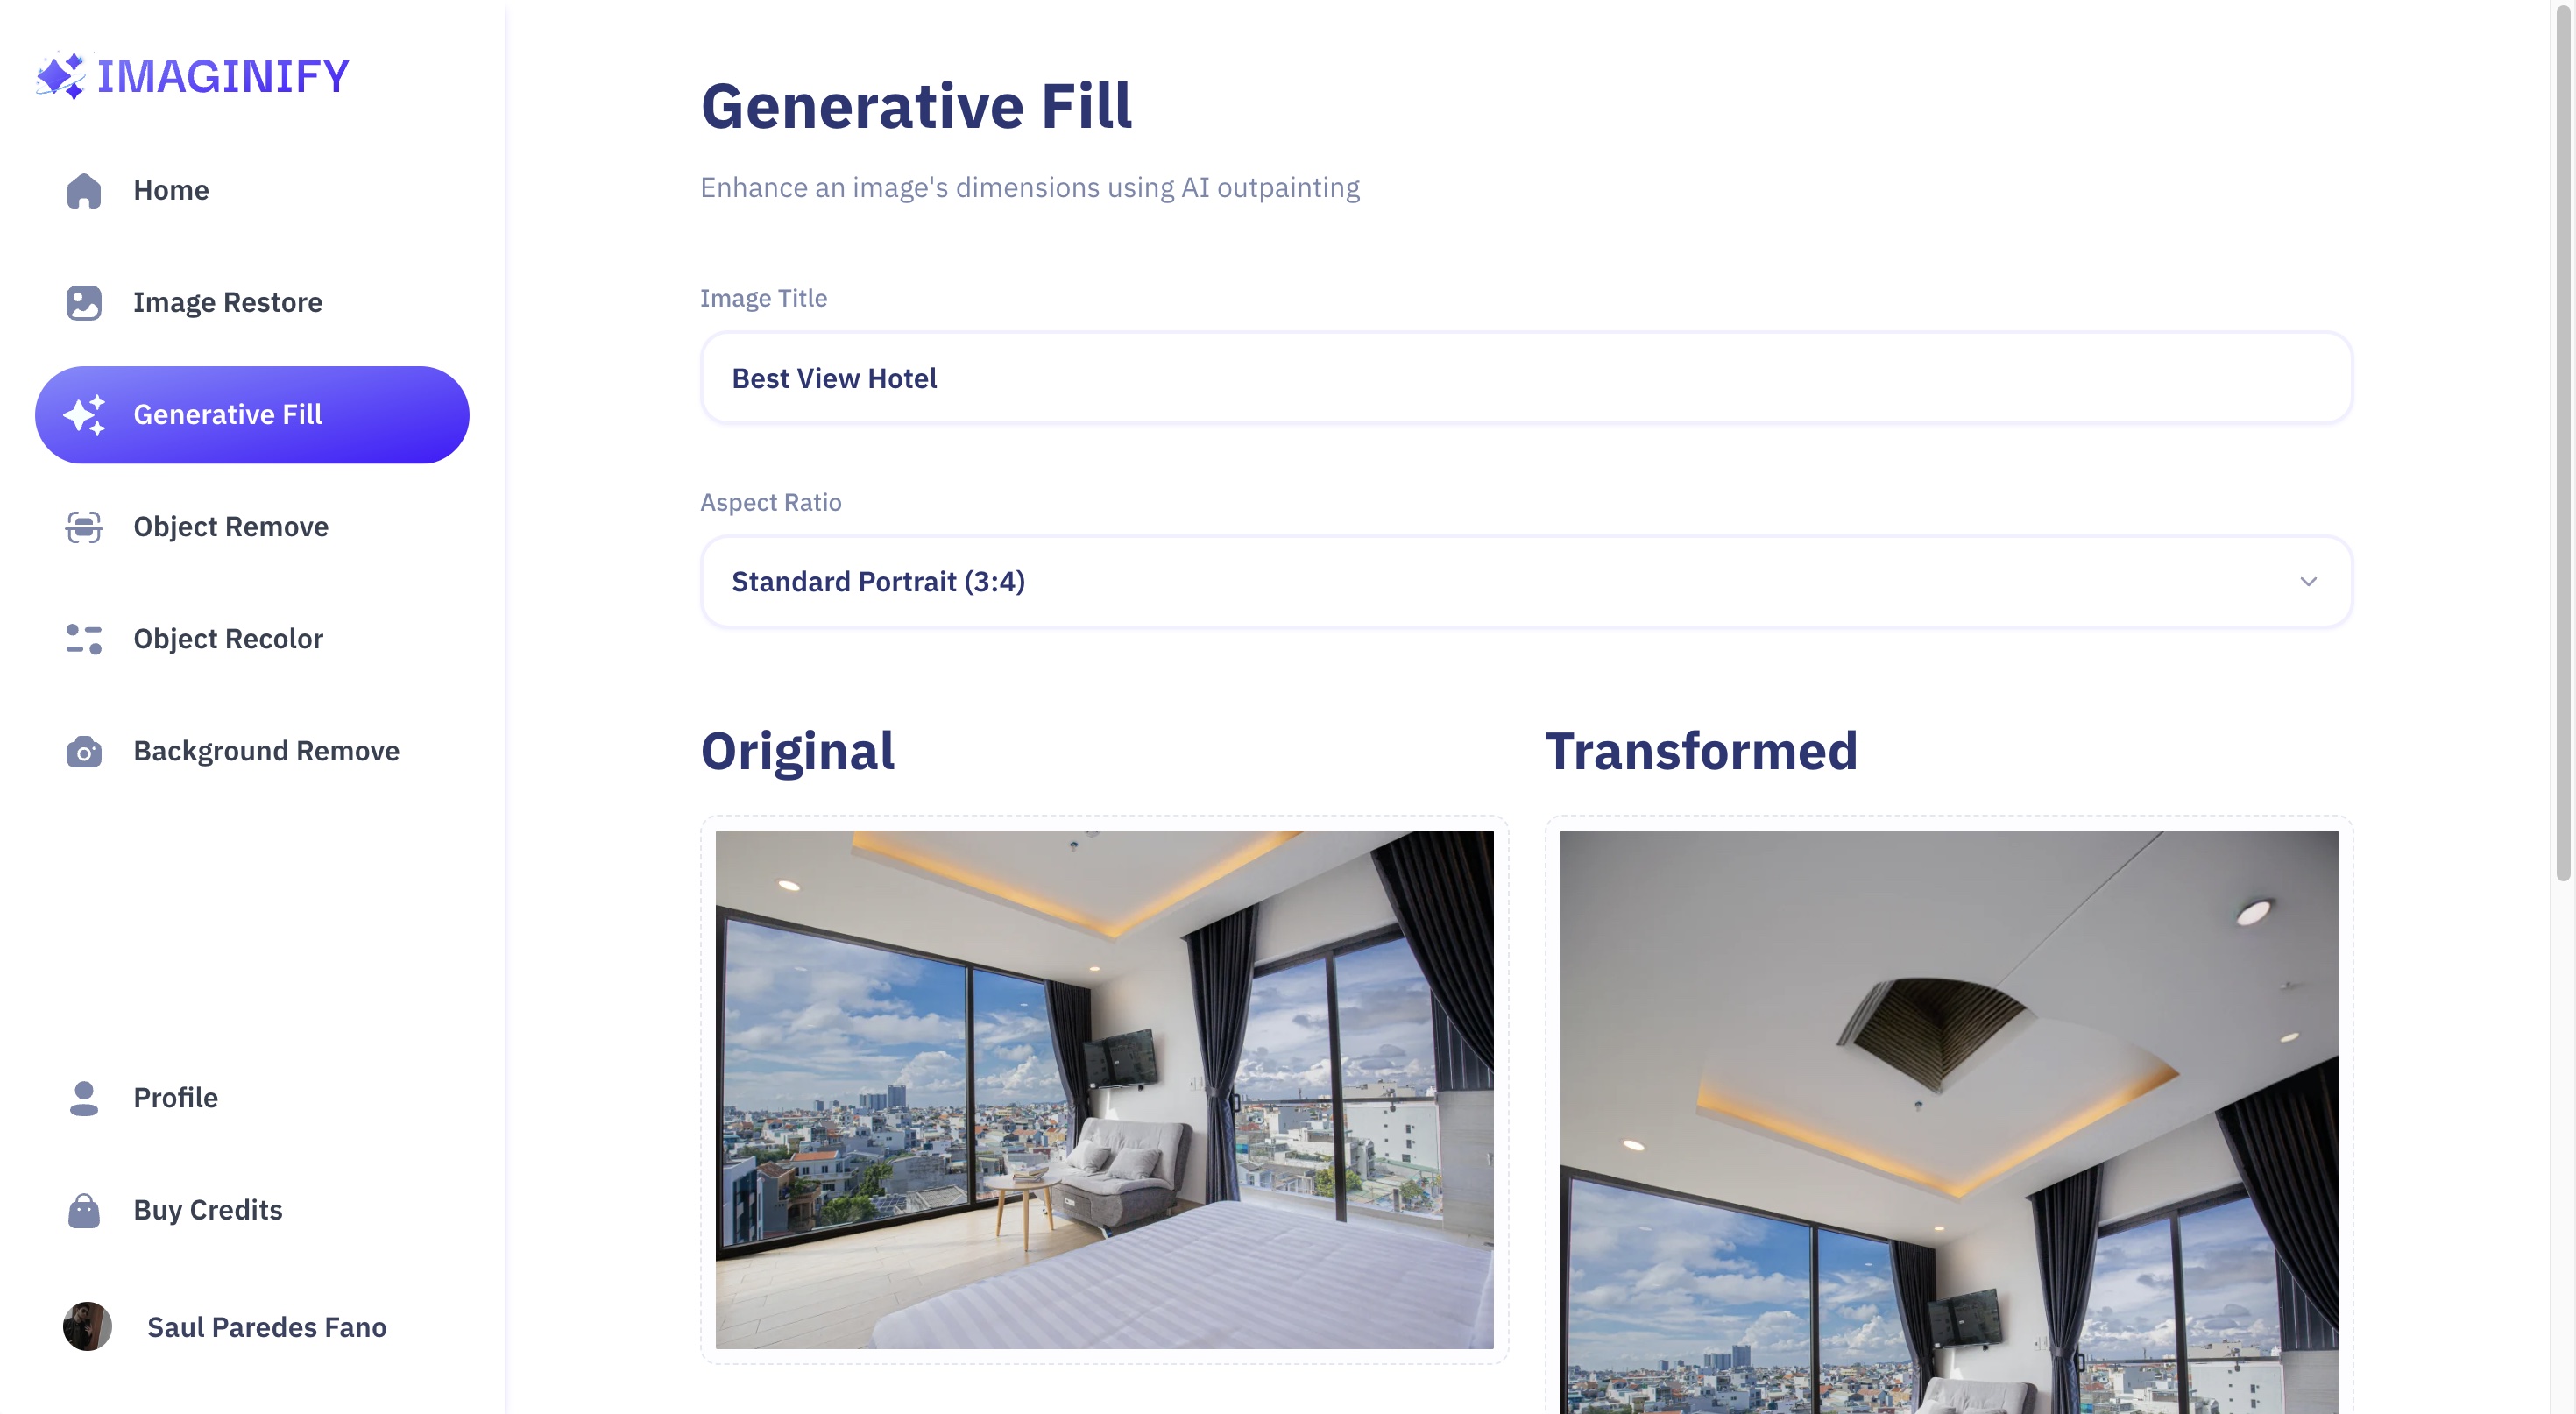 IMAGINIFY
Home
Image Restore
Generative Fill
Object Remove
Object Recolor
Background Remove
Profile
Buy Credits
Saul Paredes Fano
Generative Fill
Enhance an image's dimensions using AI outpainting
Image Title
Best View Hotel
Aspect Ratio
Standard Portrait (3:4)
Original
Transformed